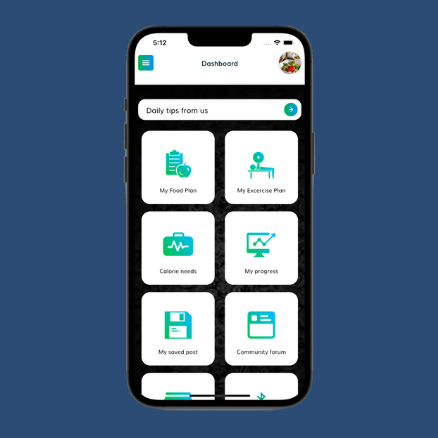 5:12
Dashboard
Daily tips from us
My Food Plan
My Excercise Plan
Calorie needs
My progress
My saved post
Community forum